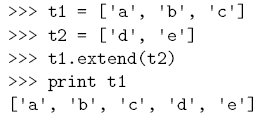 >>> t1 = ['a', 'b', 'c']
>>> t2 = ['d', 'e']
>>> t1.extend(t2)
>>> print t1
['a', 'b', 'c', 'd', 'e']